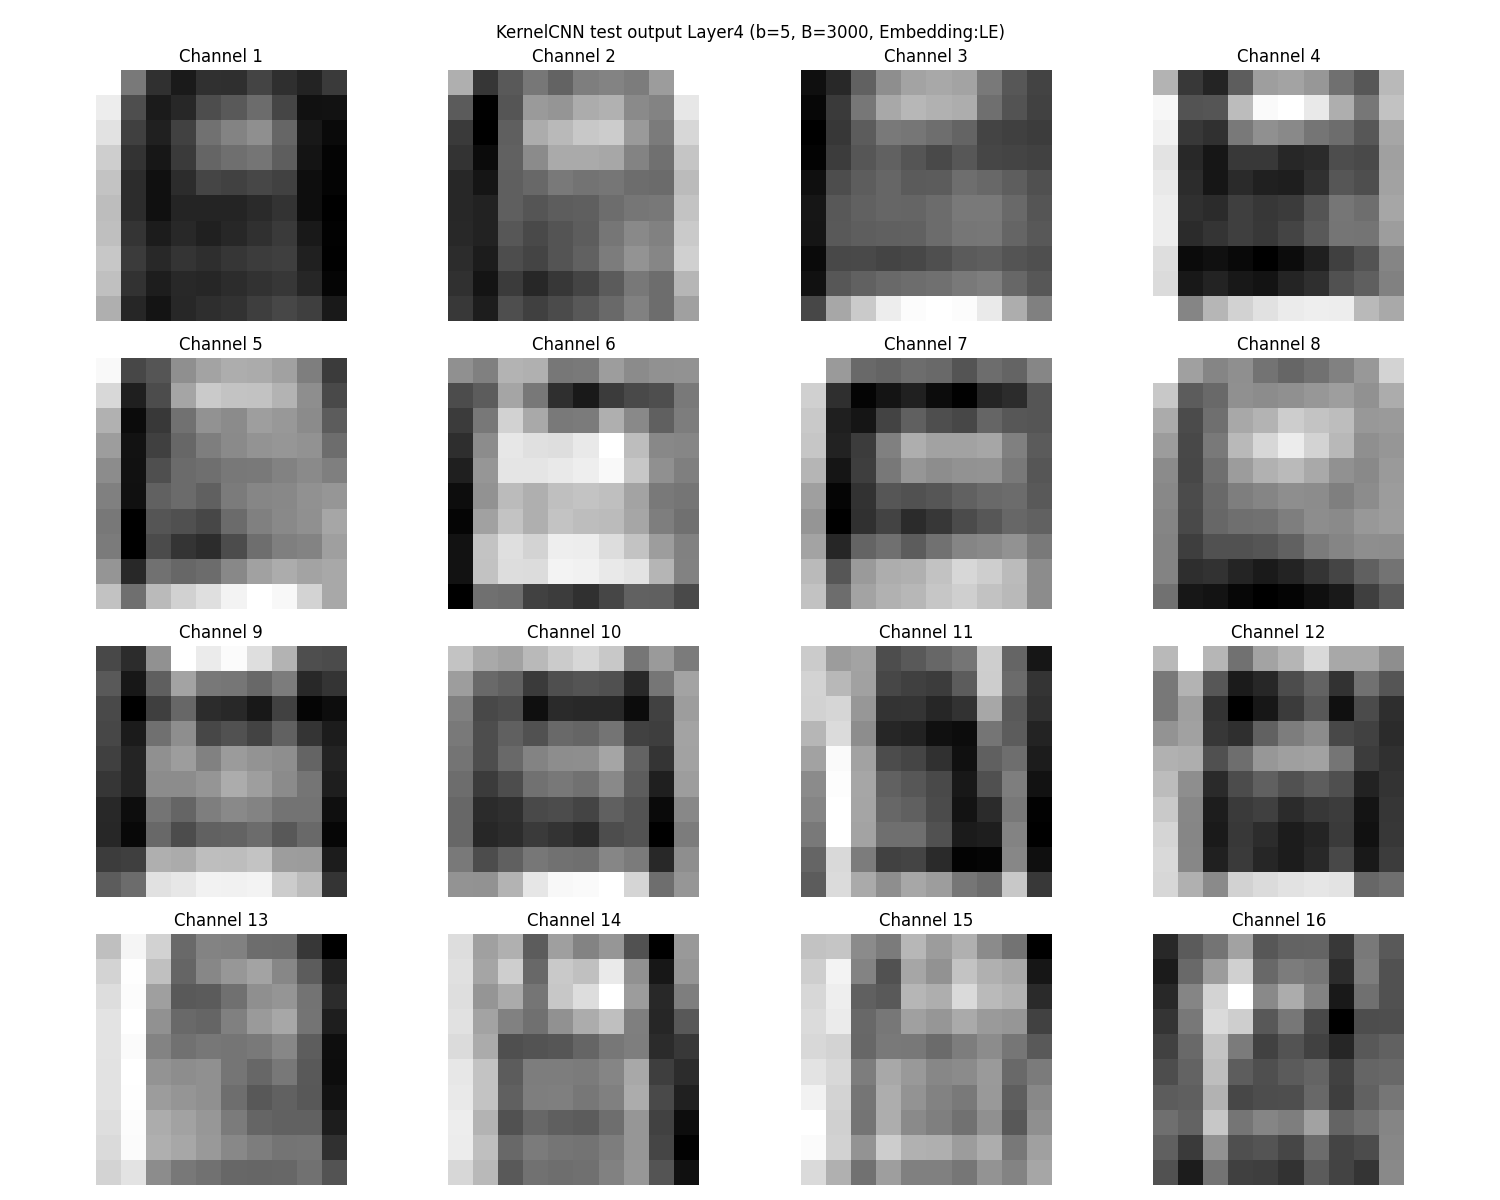 KernelCNN test output Layer4 (b=5, B=3000, Embedding:LE)
Channel 1 Channel 2 Channel 3 Channel 4
Channel 5 Channel 6 Channel 7 Channel 8
Channel 9 Channel 10 Channel 11 Channel 12
Channel 13 Channel 14 Channel 15 Channel 16